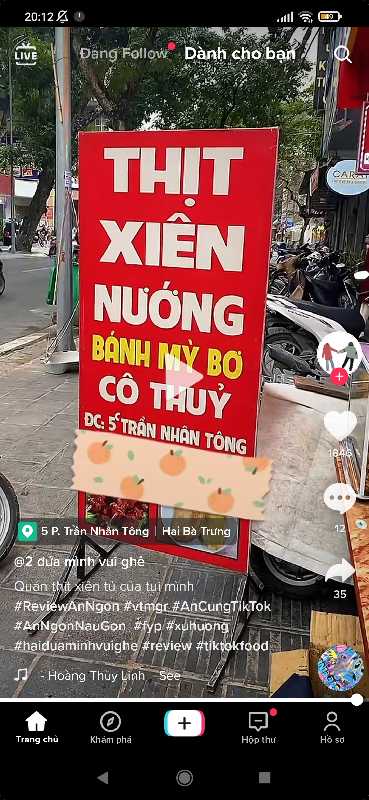 20:12
LIVE
Đang Follow Dành cho bạn
THỊT
XIÊN
NƯỚNG
BÁNH MỲ BƠ
CÔ THUỶ
ĐC: 5 TRẦN NHÂN TÔNG
1846
12
35
5 P. Trần Nhân Tông | Hai Bà Trưng
@2 đứa mình vui ghê
Quán thịt xiên tủ của tụi mình
#ReviewAnNgon #vtmgr #AnCungTikTok
#AnNgonNauGon #fyp #xuhuong
#haiduaminhvuighe #review #tiktokfood
- Hoàng Thùy Linh See
Trang chủ
Khám phá
Hộp thư
Hồ sơ